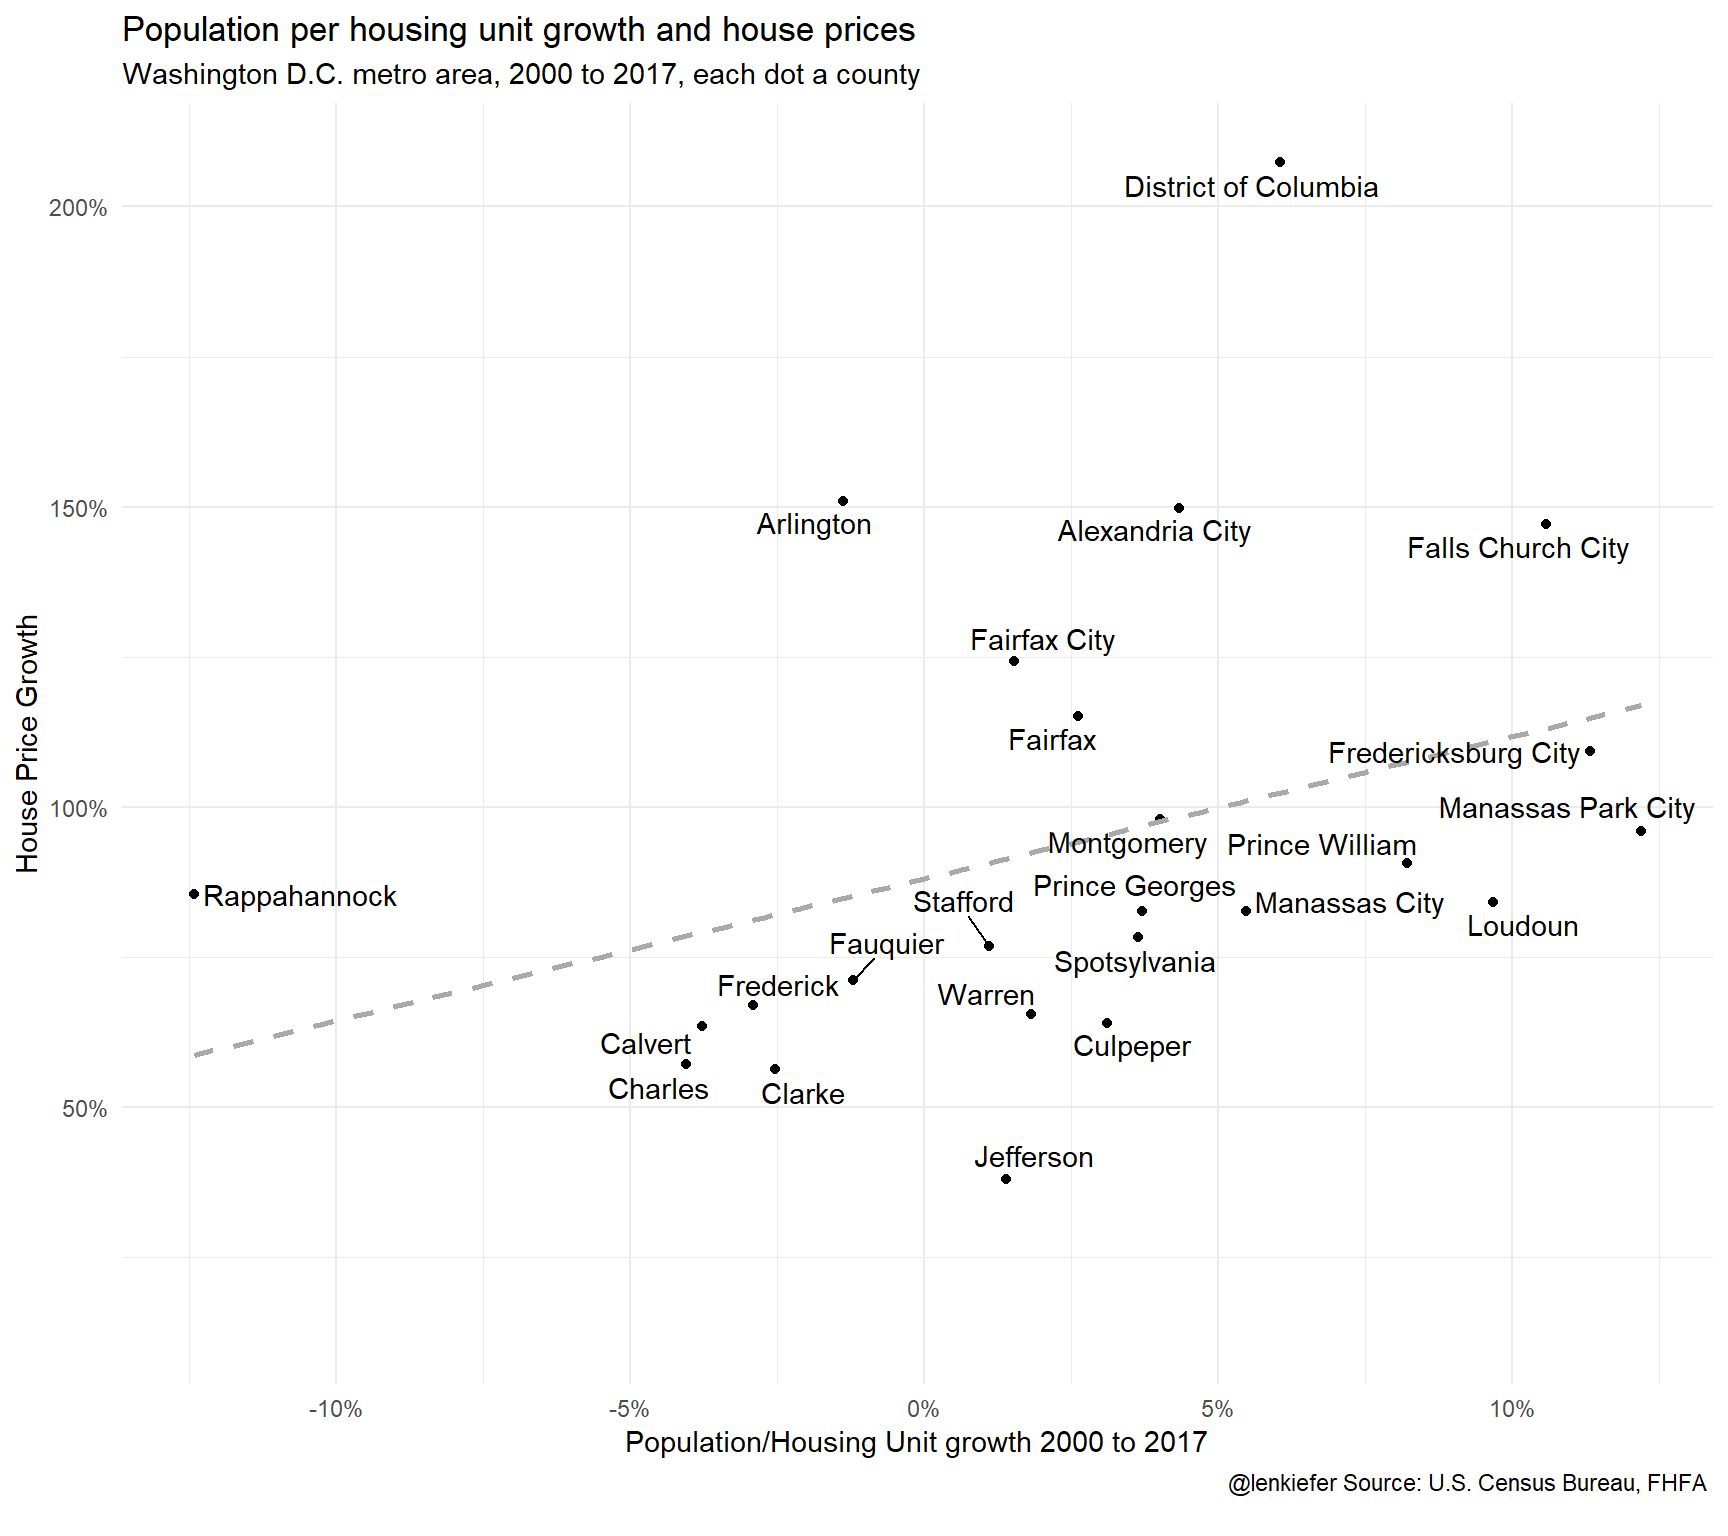 Population per housing unit growth and house prices
Washington D.C. metro area, 2000 to 2017, each dot a county
District of Columbia
200%
150%
Arlington
Alexandria City
Falls Church City
Fairfax City
Fairfax
House Price Growth
Fredericksburg City
100%
Manassas Park City
Montgomery
Prince William
Prince Georges
Rappahannock
Stafford
Manassas City
Loudoun
Fauquier
Spotsylvania
Frederick
Warren
Calvert
Culpeper
Charles
Clarke
50%
Jefferson
-10%
-5%
0%
5%
10%
Population/Housing Unit growth 2000 to 2017
@lenkiefer Source: U.S. Census Bureau, FHFA